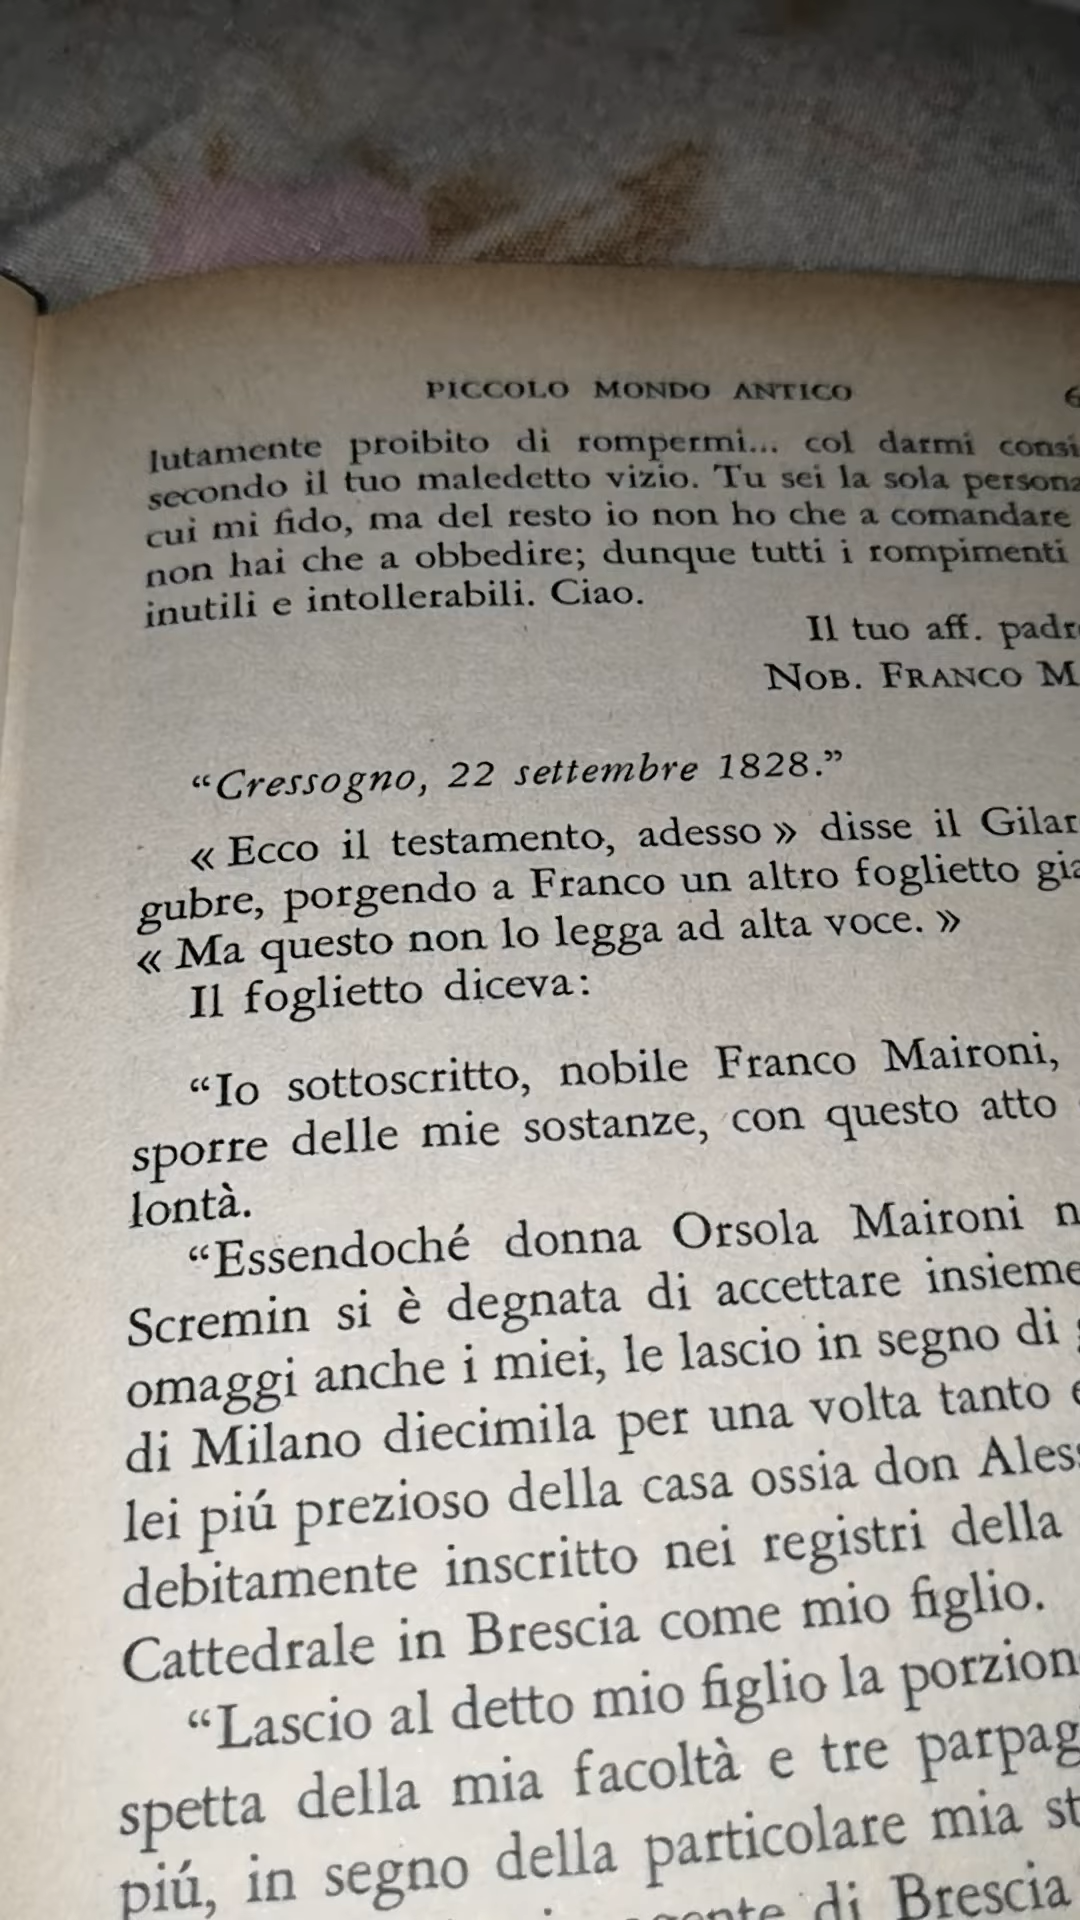 PICCOLO MONDO ANTICO
lutamente proibito di rompermi... col darmi
secondo il tuo maledetto vizio. Tu sei la sola persona
cui mi fido, ma del resto io non ho che a comandare
non hai che a obbedire; dunque tutti i rompimenti
inutili e intollerabili. Ciao.
Il tuo aff.
NOB. FRANCO M.
“Cressogno, 22 settembre 1828.”
« Ecco il testamento, adesso » disse il
gubre, porgendo a Franco un altro foglietto
« Ma questo non lo legga ad alta voce. »
Il foglietto diceva:
“Io sottoscritto, nobile Franco Maironi,
sporre delle mie sostanze, con questo atto
lontà.
“Essendoché donna Orsola Maironi
Scremin si è degnata di accettare insieme
omaggi anche i miei, le lascio in segno di
di Milano diecimila per una volta tanto
lei piú prezioso della casa ossia don
debitamente inscritto nei registri della
Cattedrale in Brescia come mio figlio.
“Lascio al detto mio figlio la
spetta della mia facoltà e tre
piú, in segno della particolare mia
di Brescia